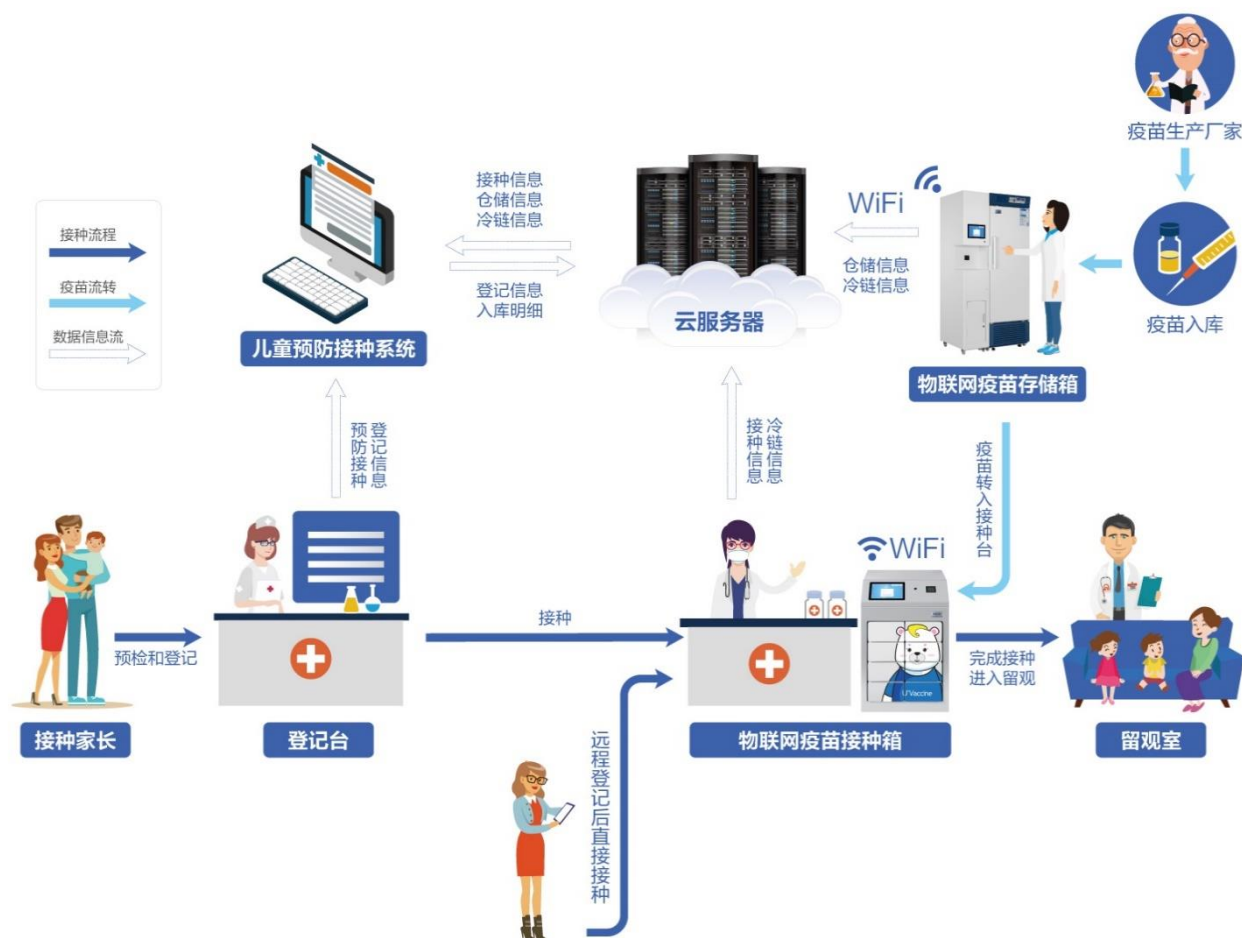 疫苗生产厂家
接种信息
仓储信息
冷链信息
WiFi
接种流程
疫苗流转
数据信息流
登记信息
入库明细
仓储信息
冷链信息
云服务器
疫苗入库
儿童预防接种系统
物联网疫苗存储箱
登记信息
预防接种
冷链信息
接种信息
疫苗转入接种台
WiFi
预检和登记
接种
完成接种
进入留观
U Vaccine
接种家长
登记台
物联网疫苗接种箱
留观室
远程登记后直接接种